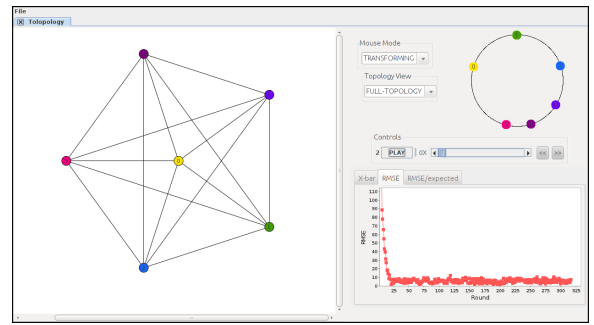 File
Tolopology
Mouse Mode
TRANSFORMING
Topology View
FULL-TOPOLOGY
0
0
Controls
2 PLAY dX << >>
X-bar RMSE RMSE/expected
110
100
90
80
70
60
50
40
30
20
10
0
RMSE
25 50 75 100 125 150 175 200 225 250 275 300 325
Round